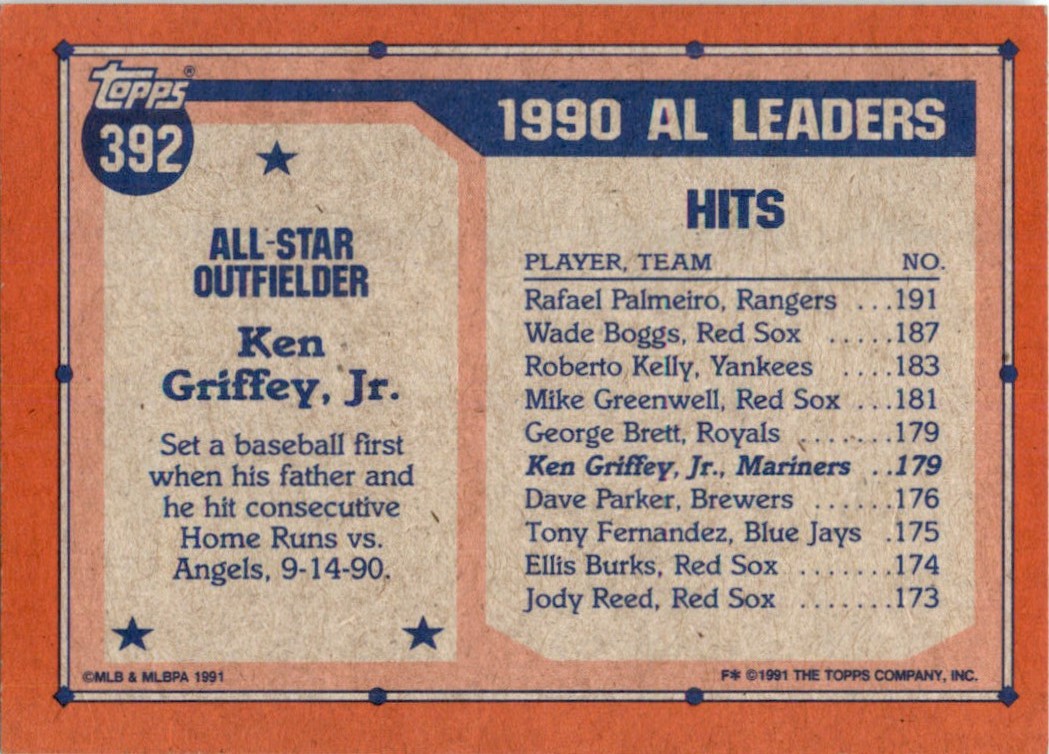 Topps®
392
1990 AL LEADERS
ALL-STAR
OUTFIELDER
Ken
Griffey, Jr.
Set a baseball first
when his father and
he hit consecutive
Home Runs vs.
Angels, 9-14-90.
HITS
PLAYER, TEAM NO.
Rafael Palmeiro, Rangers ...191
Wade Boggs, Red Sox .....187
Roberto Kelly, Yankees ....183
Mike Greenwell, Red Sox ...181
George Brett, Royals .......179
Ken Griffey, Jr., Mariners ..179
Dave Parker, Brewers ......176
Tony Fernandez, Blue Jays .175
Ellis Burks, Red Sox .......174
Jody Reed, Red Sox .......173
©MLB & MLBPA 1991
F* ©1991 THE TOPPS COMPANY, INC.